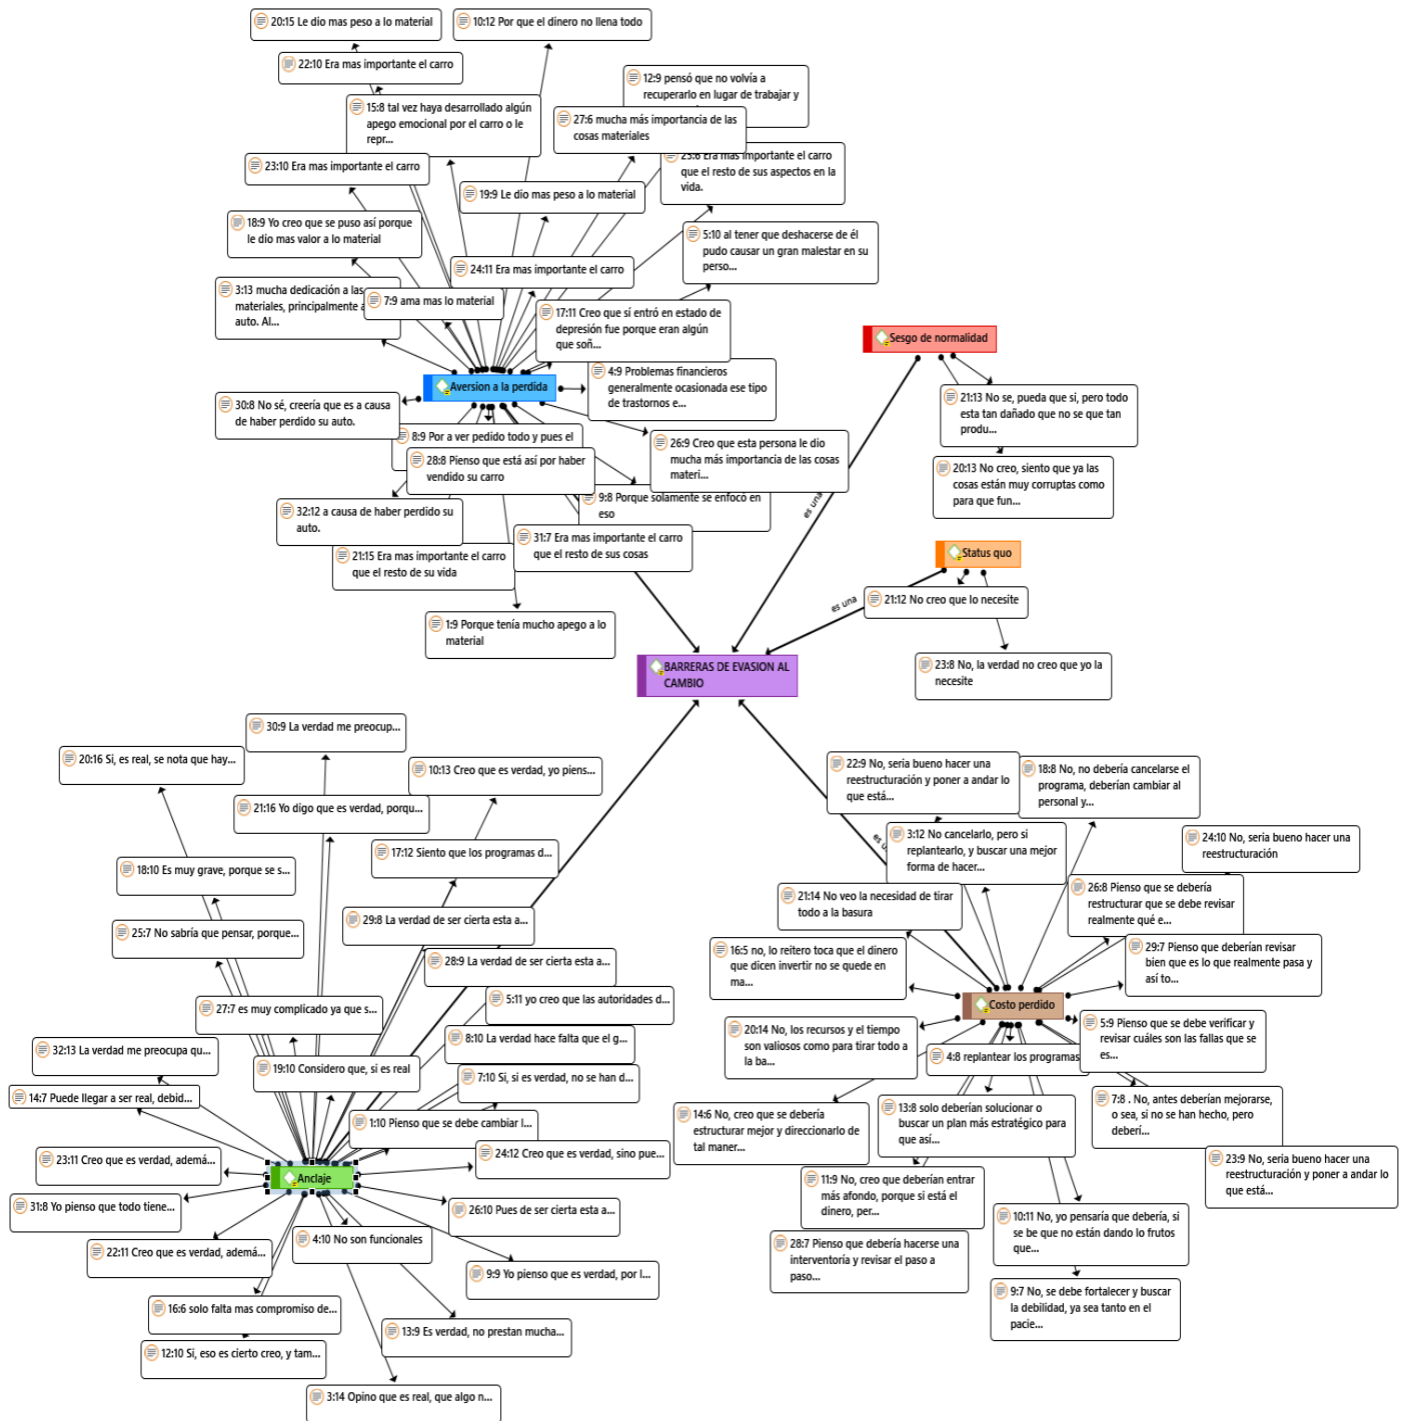 20:15 Le dio mas peso a lo material
10:12 Por que el dinero no llena todo
22:10 Era mas importante el carro
12:9 pensó que no volvía a
recuperarlo en lugar de trabajar y
15:8 tal vez haya desarrollado algún
apego emocional por el carro o le
repr...
27:6 mucha más importancia de las
cosas materiales
23:10 Era mas importante el carro
25:6 Era mas importante el carro
que el resto de sus aspectos en la
vida.
19:9 Le dio mas peso a lo material
18:9 Yo creo que se puso así porque
le dio mas valor a lo material
5:10 al tener que deshacerse de él
pudo causar un gran malestar en su
perso...
24:11 Era mas importante el carro
3:13 mucha dedicación a las
materiales, principalmente a
auto. Al...
7:9 ama mas lo material
17:11 Creo que sí entró en estado de
depresión fue porque eran algún
que soñ...
Sesgo de normalidad
4:9 Problemas financieros
generalmente ocasionada ese tipo
de trastornos e...
Aversion a la perdida
21:13 No se, pueda que si, pero todo
esta tan dañado que no se que tan
produ...
30:8 No sé, creería que es a causa
de haber perdido su auto.
8:9 Por a ver pedido todo y pues el
26:9 Creo que esta persona le dio
mucha más importancia de las cosas
materi...
28:8 Pienso que está así por haber
vendido su carro
20:13 No creo, siento que ya las
cosas están muy corruptas como
para que fun...
9:8 Porque solamente se enfocó en
eso
es una
32:12 a causa de haber perdido su
auto.
31:7 Era mas importante el carro
que el resto de sus cosas
21:15 Era mas importante el carro
que el resto de su vida
Status quo
21:12 No creo que lo necesite
es una
1:9 Porque tenía mucho apego a lo
material
23:8 No, la verdad no creo que yo la
necesite
BARRERAS DE EVASION AL
CAMBIO
30:9 La verdad me preocup...
20:16 Si, es real, se nota que hay...
10:13 Creo que es verdad, yo piens...
22:9 No, seria bueno hacer una
reestructuración y poner a andar lo
que está...
18:8 No, no debería cancelarse el
programa, deberían cambiar al
personal y...
21:16 Yo digo que es verdad, porqu...
3:12 No cancelarlo, pero si
replantearlo, y buscar una mejor
forma de hacer...
24:10 No, seria bueno hacer una
reestructuración
17:12 Siento que los programas d...
18:10 Es muy grave, porque se s...
21:14 No veo la necesidad de tirar
todo a la basura
26:8 Pienso que se debería
restructurar que se debe revisar
realmente qué e...
29:8 La verdad de ser cierta esta a...
25:7 No sabría que pensar, porque...
16:5 no, lo reitero toca que el dinero
que dicen invertir no se quede en
ma...
29:7 Pienso que deberían revisar
bien que es lo que realmente pasa y
así to...
28:9 La verdad de ser cierta esta a...
5:11 yo creo que las autoridades d...
27:7 es muy complicado ya que s...
Costo perdido
20:14 No, los recursos y el tiempo
son valiosos como para tirar todo a
la ba...
5:9 Pienso que se debe verificar y
revisar cuáles son las fallas que se
es...
8:10 La verdad hace falta que el g...
32:13 La verdad me preocupa qu...
4:8 replantear los programas
19:10 Considero que, si es real
7:10 Si, si es verdad, no se han d...
14:7 Puede llegar a ser real, debid...
7:8 . No, antes deberían mejorarse,
o sea, si no se han hecho, pero
deberí...
13:8 solo deberían solucionar o
buscar un plan más estratégico para
que así...
14:6 No, creo que se debería
estructurar mejor y direccionarlo de
tal maner...
1:10 Pienso que se debe cambiar l...
24:12 Creo que es verdad, sino pue...
23:11 Creo que es verdad, ademá...
23:9 No, seria bueno hacer una
reestructuración y poner a andar lo
que está...
Anclaje
11:9 No, creo que deberían entrar
más afondo, porque si está el
dinero, per...
31:8 Yo pienso que todo tiene...
26:10 Pues de ser cierta esta a...
10:11 No, yo pensaría que debería, si
se be que no están dando lo frutos
que...
4:10 No son funcionales
28:7 Pienso que debería hacerse una
interventoría y revisar el paso a
paso...
22:11 Creo que es verdad, ademá...
9:9 Yo pienso que es verdad, por l...
9:7 No, se debe fortalecer y buscar
la debilidad, ya sea tanto en el
pacie...
16:6 solo falta mas compromiso de...
13:9 Es verdad, no prestan mucha...
12:10 Si, eso es cierto creo, y tam...
3:14 Opino que es real, que algo n...